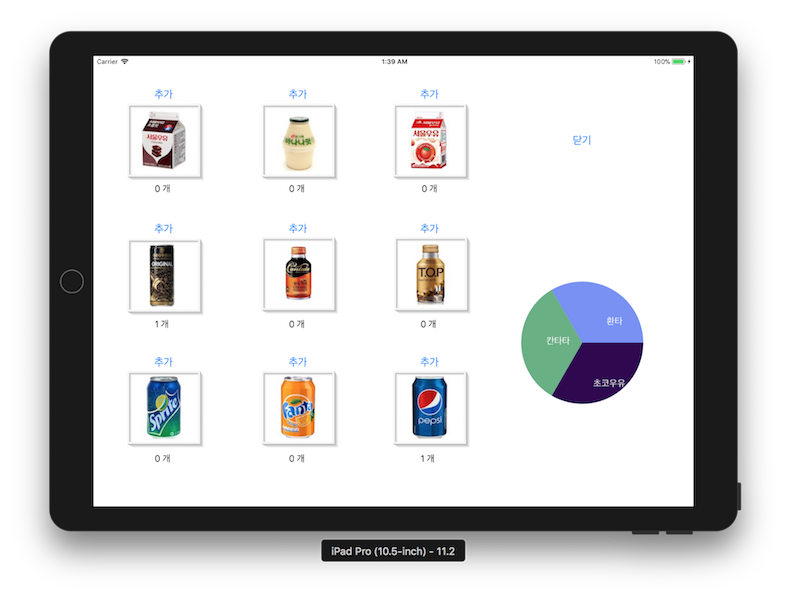 Carrier
1:39 AM
100%
추가 추가 추가
서울우유
바나나맛
서울우유
닫기
0 개 0 개 0 개
추가 추가 추가
ORIGINAL
Cantata
T.O.P
1 개 0 개 0 개
환타
칸타타
초코우유
추가 추가 추가
Sprite
Fanta
pepsi
0 개 0 개 1 개
iPad Pro (10.5-inch) – 11.2